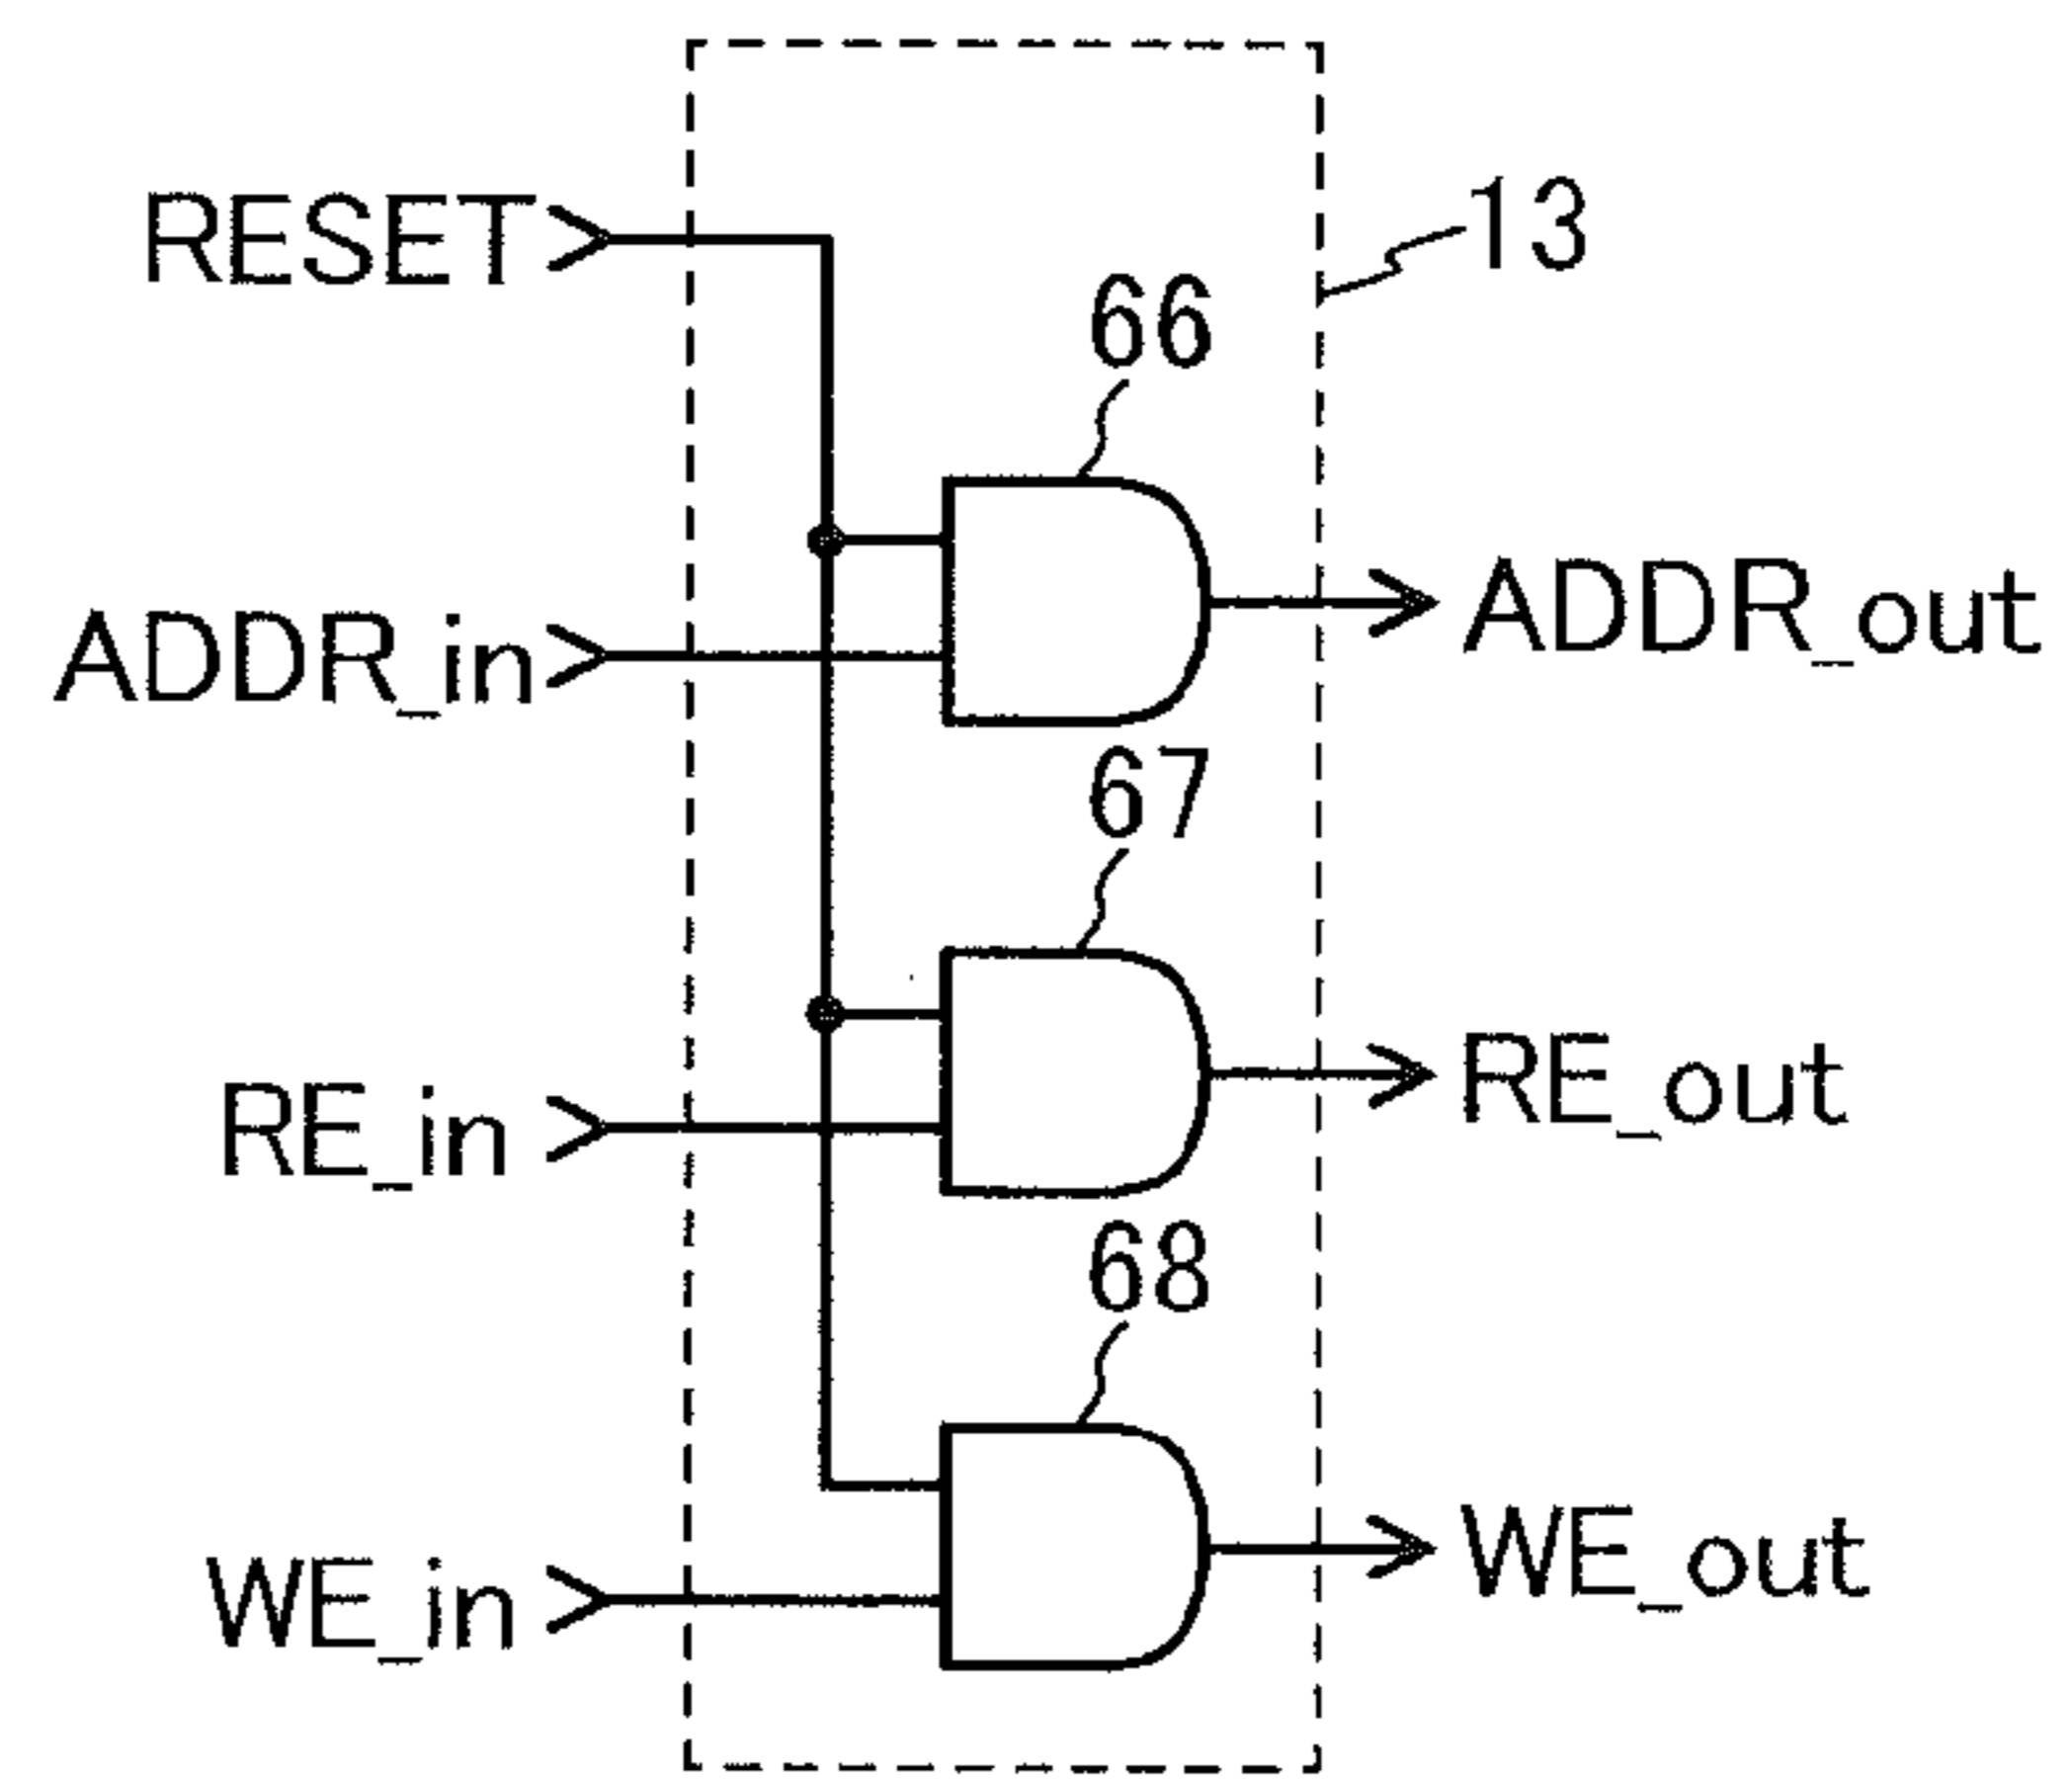 RESET
13
66
ADDR_in
ADDR_out
67
RE_in
RE_out
68
WE_in
WE_out